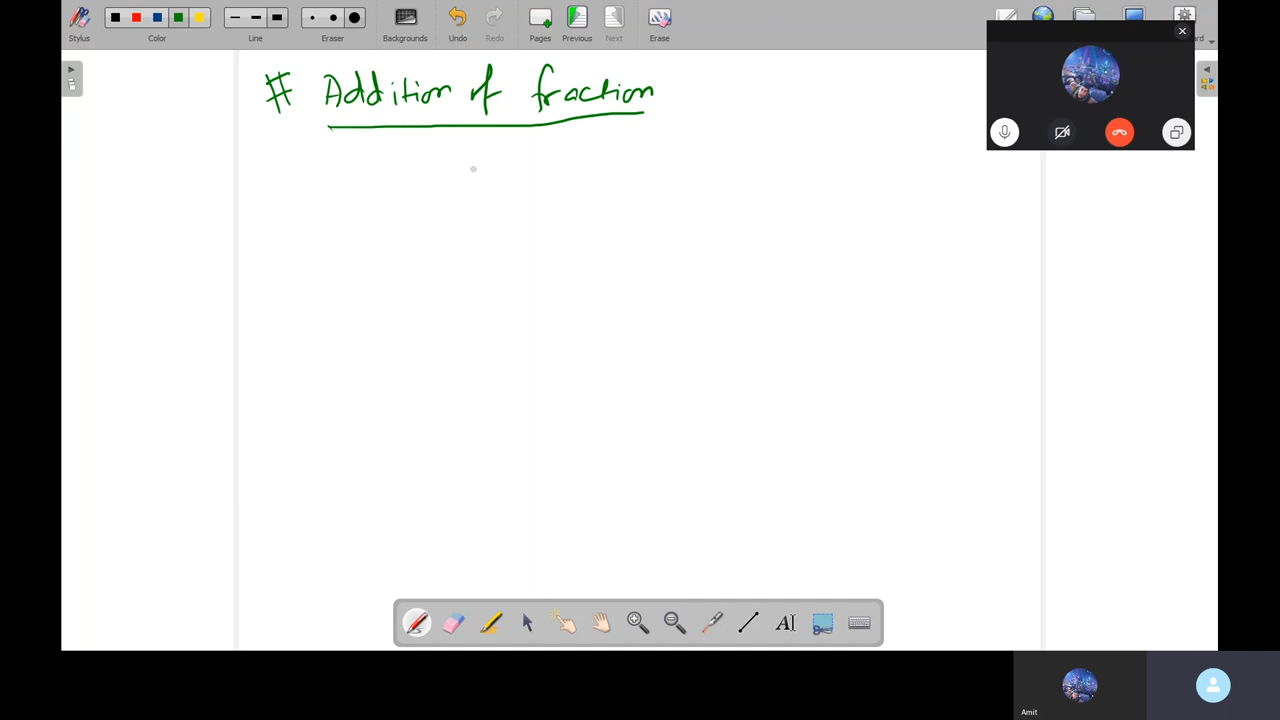 Stylus Color Line Eraser Backgrounds Undo Redo Pages Previous Next Erase
# Addition of fraction
Amit